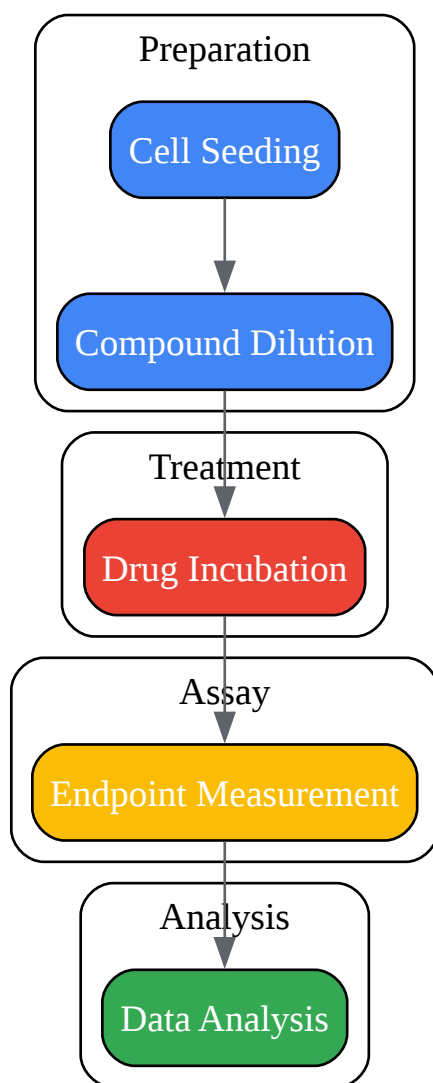 Preparation
Cell Seeding
Compound Dilution
Treatment
Drug Incubation
Assay
Endpoint Measurement
Analysis
Data Analysis